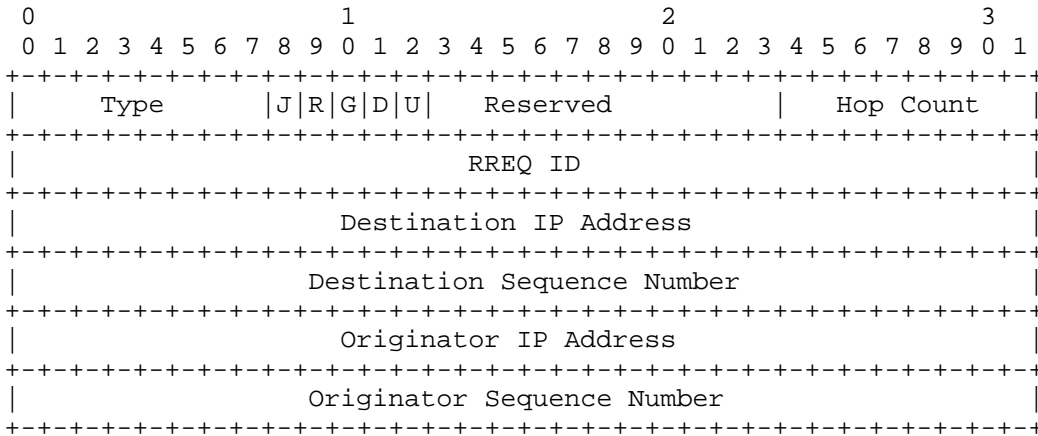 0                   1                   2                   3
 0 1 2 3 4 5 6 7 8 9 0 1 2 3 4 5 6 7 8 9 0 1 2 3 4 5 6 7 8 9 0 1
+-+-+-+-+-+-+-+-+-+-+-+-+-+-+-+-+-+-+-+-+-+-+-+-+-+-+-+-+-+-+-+-+
|     Type      |J|R|G|D|U|   Reserved          |   Hop Count   |
+-+-+-+-+-+-+-+-+-+-+-+-+-+-+-+-+-+-+-+-+-+-+-+-+-+-+-+-+-+-+-+-+
|                            RREQ ID                            |
+-+-+-+-+-+-+-+-+-+-+-+-+-+-+-+-+-+-+-+-+-+-+-+-+-+-+-+-+-+-+-+-+
|                    Destination IP Address                     |
+-+-+-+-+-+-+-+-+-+-+-+-+-+-+-+-+-+-+-+-+-+-+-+-+-+-+-+-+-+-+-+-+
|                  Destination Sequence Number                  |
+-+-+-+-+-+-+-+-+-+-+-+-+-+-+-+-+-+-+-+-+-+-+-+-+-+-+-+-+-+-+-+-+
|                    Originator IP Address                      |
+-+-+-+-+-+-+-+-+-+-+-+-+-+-+-+-+-+-+-+-+-+-+-+-+-+-+-+-+-+-+-+-+
|                  Originator Sequence Number                   |
+-+-+-+-+-+-+-+-+-+-+-+-+-+-+-+-+-+-+-+-+-+-+-+-+-+-+-+-+-+-+-+-+